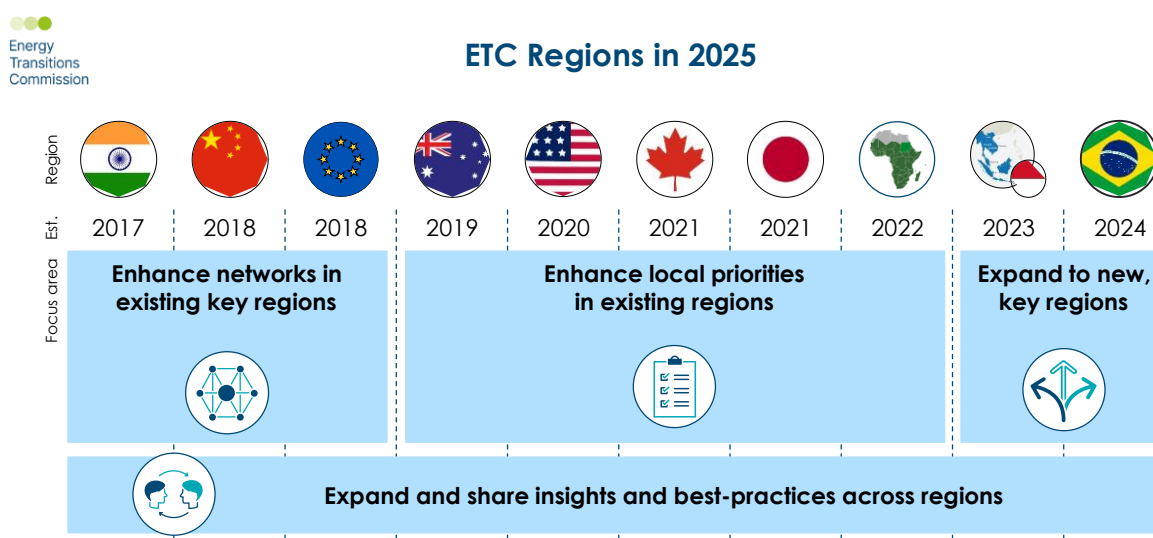 Energy
Transitions
Commission
ETC Regions in 2025
Region
Est.
2017 2018 2018 2019 2020 2021 2021 2022 2023 2024
Focus area
Enhance networks in
existing key regions
Enhance local priorities
in existing regions
Expand to new,
key regions
Expand and share insights and best-practices across regions